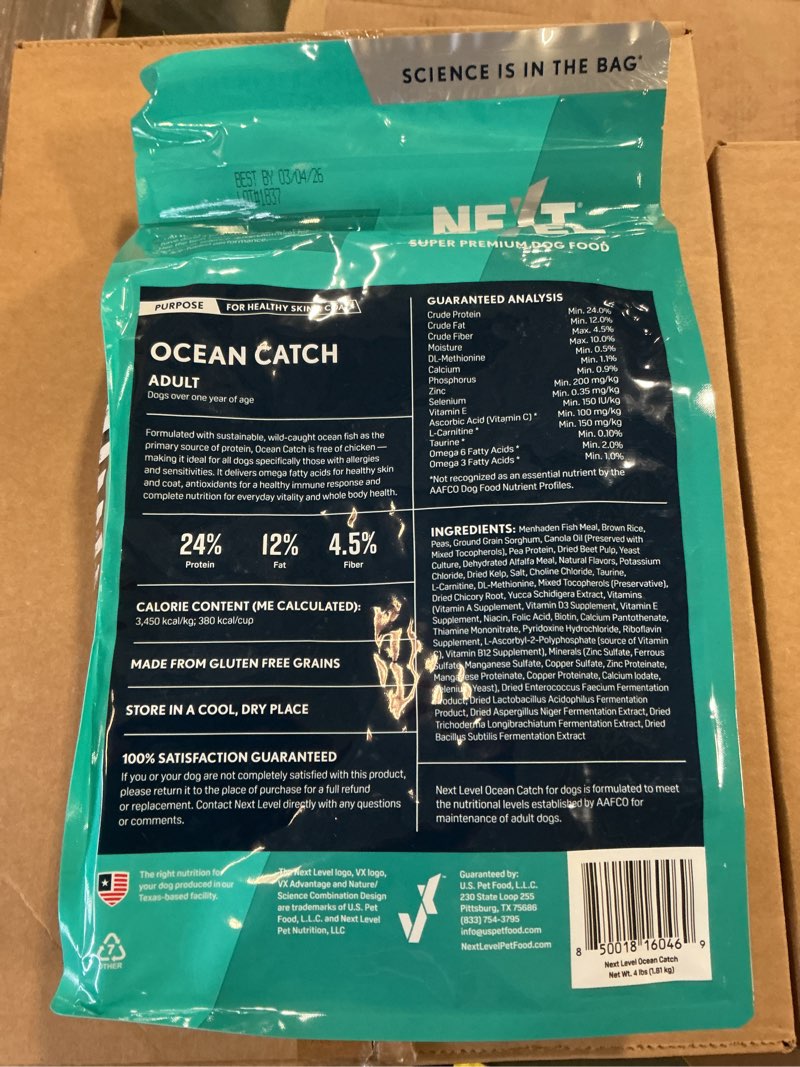 SCIENCE IS IN THE BAG®
BEST BY 03/04/26
LOT#1837
NEXT
SUPER PREMIUM DOG FOOD
PURPOSE
FOR HEALTHY SKIN
OCEAN CATCH
ADULT
Dogs over one year of age
Formulated with sustainable, wild-caught ocean fish as the
primary source of protein, Ocean Catch is free of chicken —
making it ideal for all dogs specifically those with allergies
and sensitivities. It delivers omega fatty acids for healthy skin
and coat, antioxidants for a healthy immune response and
complete nutrition for everyday vitality and whole body health.
24% 12% 4.5%
Protein Fat Fiber
CALORIE CONTENT (ME CALCULATED):
3,450 kcal/kg; 380 kcal/cup
MADE FROM GLUTEN FREE GRAINS
STORE IN A COOL, DRY PLACE
100% SATISFACTION GUARANTEED
If you or your dog are not completely satisfied with this product,
please return it to the place of purchase for a full refund
or replacement. Contact Next Level directly with any questions
or comments.
GUARANTEED ANALYSIS
Crude Protein Min. 24.0%
Crude Fat Min. 12.0%
Crude Fiber Max. 4.5%
Moisture Max. 10.0%
DL-Methionine Min. 0.5%
Calcium Min. 1.1%
Phosphorus Min. 0.9%
Zinc Min. 200 mg/kg
Selenium Min. 0.35 mg/kg
Vitamin E Min. 150 IU/kg
Ascorbic Acid (Vitamin C) * Min. 100 mg/kg
L-Carnitine * Min. 150 mg/kg
Taurine * Min. 0.10%
Omega 6 Fatty Acids * Min. 2.0%
Omega 3 Fatty Acids * Min. 1.0%
*Not recognized as an essential nutrient by the
AAFCO Dog Food Nutrient Profiles.
INGREDIENTS: Menhaden Fish Meal, Brown Rice,
Peas, Ground Grain Sorghum, Canola Oil (Preserved with
Mixed Tocopherols), Pea Protein, Dried Beet Pulp, Yeast
Culture, Dehydrated Alfalfa Meal, Natural Flavors, Potassium
Chloride, Dried Kelp, Salt, Choline Chloride, Taurine,
L-Carnitine, DL-Methionine, Mixed Tocopherols (Preservative),
Dried Chicory Root, Yucca Schidigera Extract, Vitamins
(Vitamin A Supplement, Vitamin D3 Supplement, Vitamin E
Supplement, Niacin, Folic Acid, Biotin, Calcium Pantothenate,
Thiamine Mononitrate, Pyridoxine Hydrochloride, Riboflavin
Supplement, L-Ascorbyl-2-Polyphosphate (source of Vitamin
C), Vitamin B12 Supplement), Minerals (Zinc Sulfate, Ferrous
Sulfate, Manganese Sulfate, Copper Sulfate, Zinc Proteinate,
Manganese Proteinate, Copper Proteinate, Calcium Iodate,
Selenium Yeast), Dried Enterococcus Faecium Fermentation
Product, Dried Lactobacillus Acidophilus Fermentation
Product, Dried Aspergillus Niger Fermentation Extract, Dried
Trichoderma Longibrachiatum Fermentation Extract, Dried
Bacillus Subtilis Fermentation Extract
Next Level Ocean Catch for dogs is formulated to meet
the nutritional levels established by AAFCO for
maintenance of adult dogs.
The right nutrition for
your dog produced in our
Texas-based facility.
7
OTHER
The Next Level logo, VX logo,
VX Advantage and Nature/
Science Combination Design
are trademarks of U.S. Pet
Food, L.L.C. and Next Level
Pet Nutrition, LLC
Guaranteed by:
U.S. Pet Food, L.L.C.
230 State Loop 255
Pittsburg, TX 75686
(833) 754-3795
info@uspetfood.com
NextLevelPetFood.com
8 50018 16046 9
Next Level Ocean Catch
Net Wt. 4 lbs (1.81 kg)